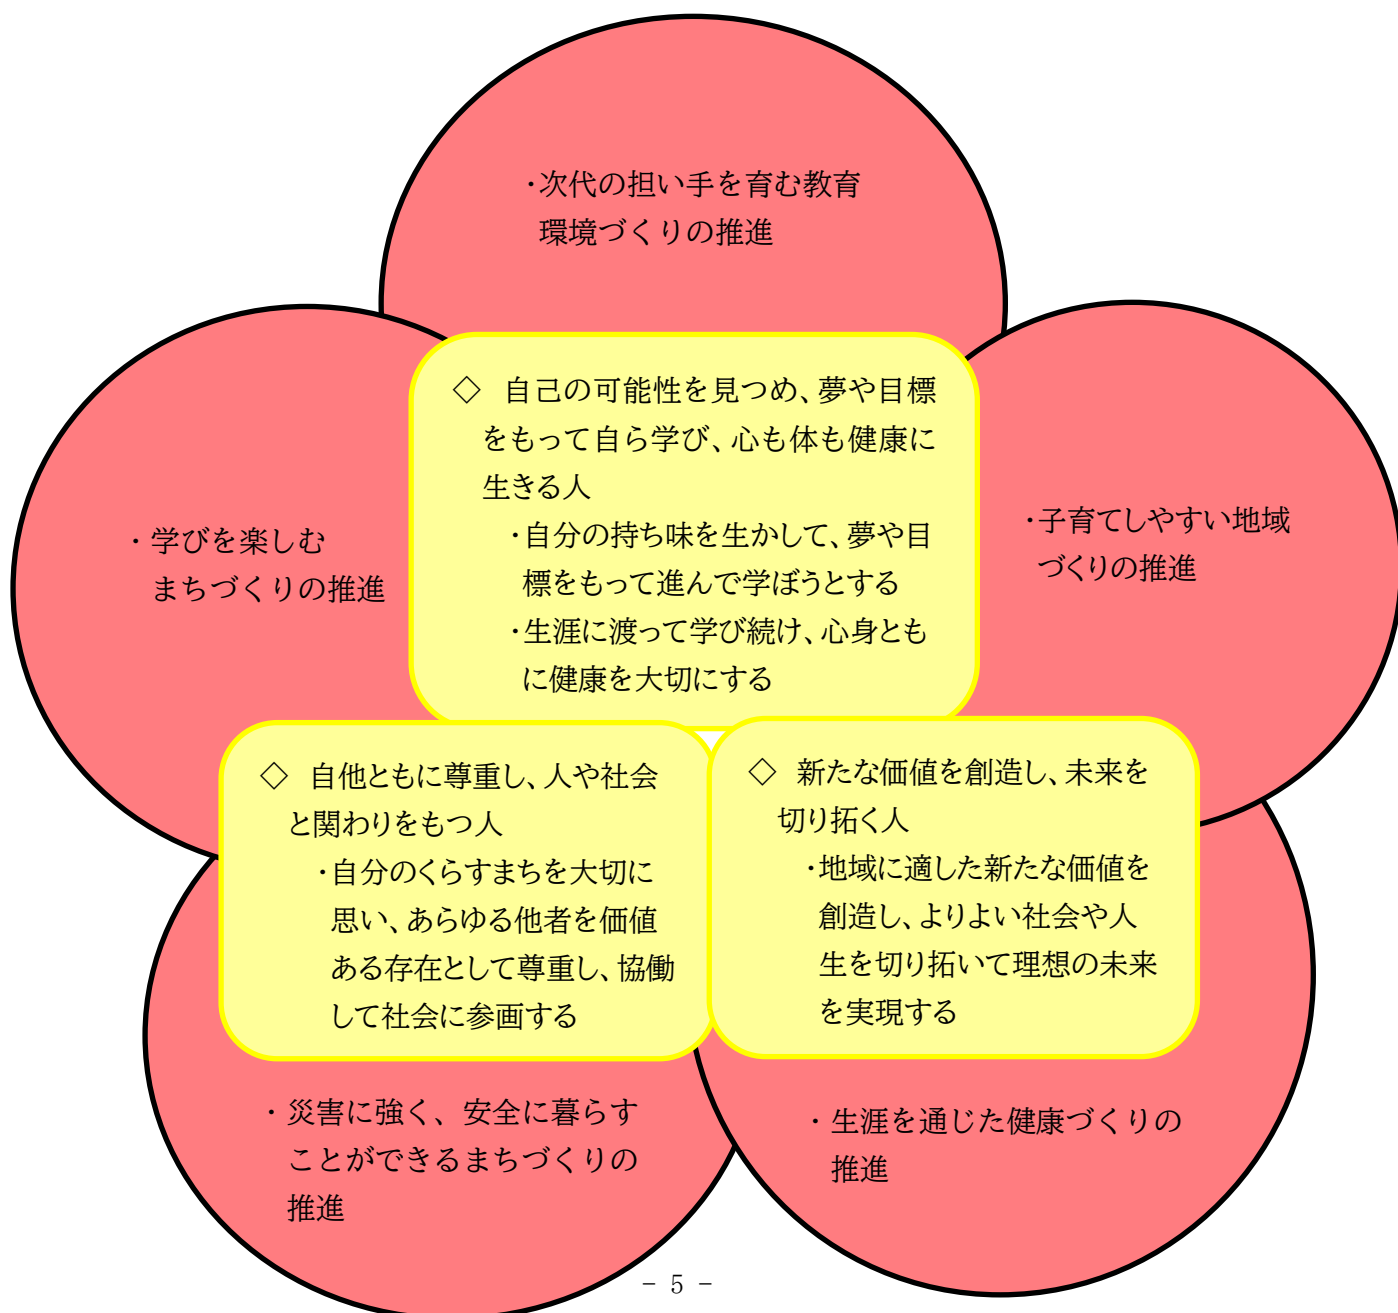 ・次代の担い手を育む教育
環境づくりの推進
◇ 自己の可能性を見つめ、夢や目標
をもって自ら学び、心も体も健康に
生きる人
・自分の持ち味を生かして、夢や目
標をもって進んで学ぼうとする
・生涯に渡って学び続け、心身とも
に健康を大切にする
・学びを楽しむ
まちづくりの推進
・子育てしやすい地域
づくりの推進
◇ 自他ともに尊重し、人や社会
と関わりをもつ人
・自分のくらすまちを大切に
思い、あらゆる他者を価値
ある存在として尊重し、協働
して社会に参画する
◇ 新たな価値を創造し、未来を
切り拓く人
・地域に適した新たな価値を
創造し、よりよい社会や人
生を切り拓いて理想の未来
を実現する
・災害に強く、安全に暮らす
ことができるまちづくりの
推進
・生涯を通じた健康づくりの
推進
- 5 -